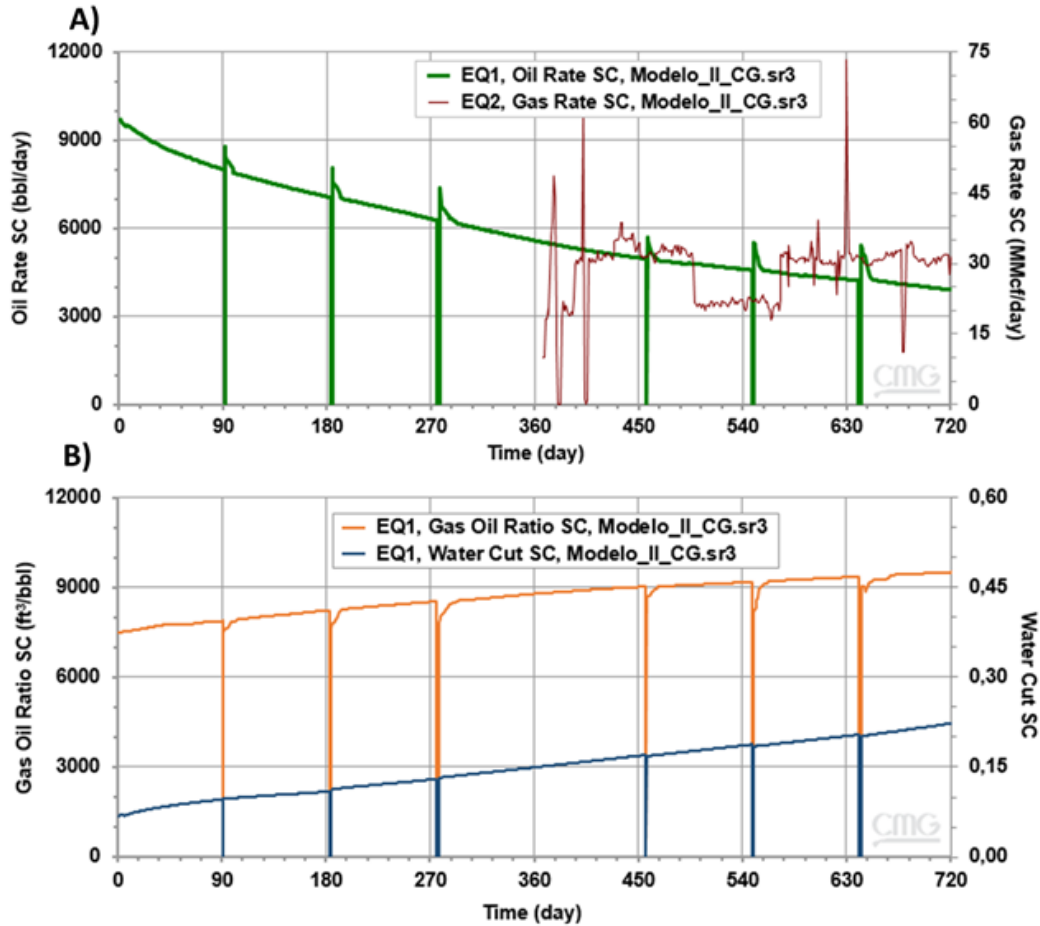 A)
12000
9000
6000
3000
0
Oil Rate SC (bbl/day)
EQ1, Oil Rate SC, Modelo_II_CG.sr3
EQ2, Gas Rate SC, Modelo_II_CG.sr3
75
60
45
30
15
0
Gas Rate SC (MMcf/day)
CMG
0 90 180 270 360 450 540 630 720
Time (day)
B)
12000
9000
6000
3000
0
Gas Oil Ratio SC (ft³/bbl)
EQ1, Gas Oil Ratio SC, Modelo_II_CG.sr3
EQ1, Water Cut SC, Modelo_II_CG.sr3
0,60
0,45
0,30
0,15
0,00
Water Cut SC
CMG
0 90 180 270 360 450 540 630 720
Time (day)